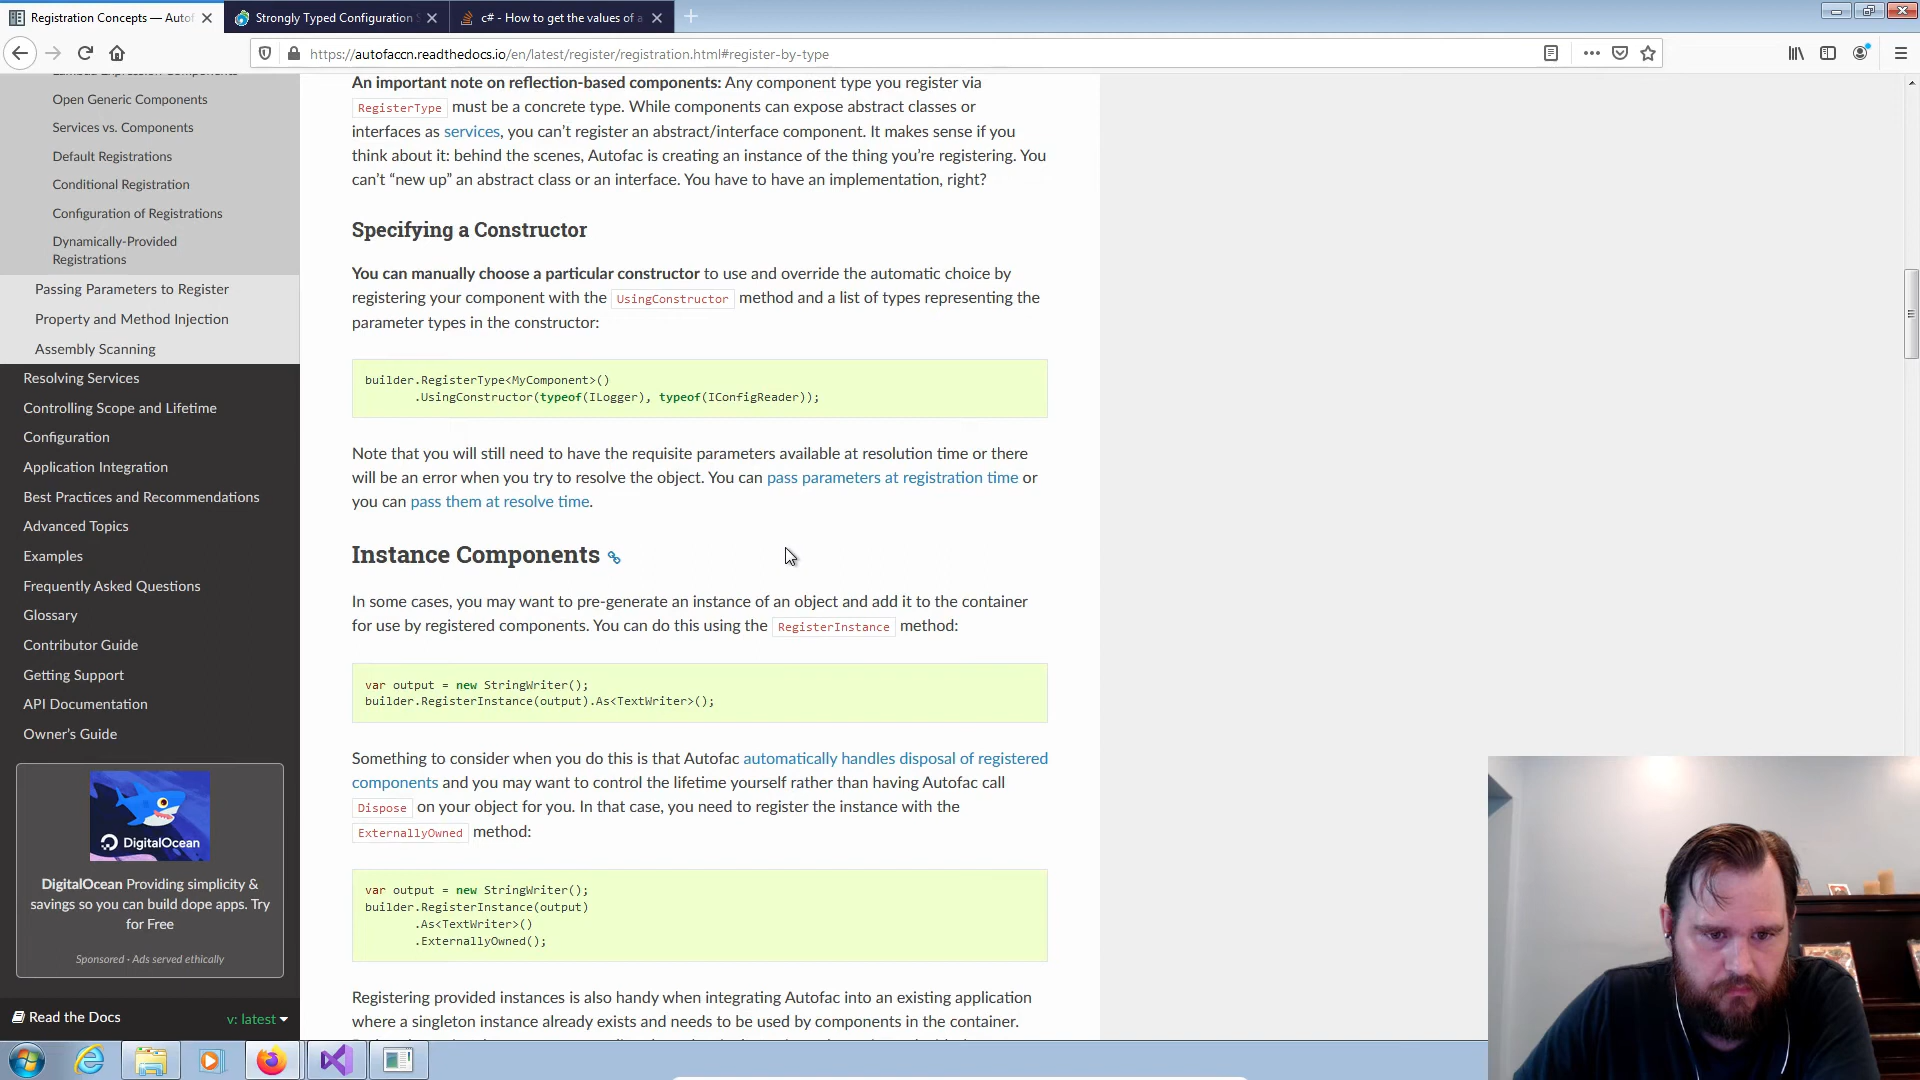 Registration Concepts — Autof
Strongly Typed Configuration
c# - How to get the values of a
https://autofaccn.readthedocs.io/en/latest/register/registration.html#register-by-type
Open Generic Components
Services vs. Components
Default Registrations
Conditional Registration
Configuration of Registrations
Dynamically-Provided
Registrations
Passing Parameters to Register
Property and Method Injection
Assembly Scanning
Resolving Services
Controlling Scope and Lifetime
Configuration
Application Integration
Best Practices and Recommendations
Advanced Topics
Examples
Frequently Asked Questions
Glossary
Contributor Guide
Getting Support
API Documentation
Owner's Guide
DigitalOcean
DigitalOcean Providing simplicity &
savings so you can build dope apps. Try
for Free
Sponsored · Ads served ethically
Read the Docs
v: latest
An important note on reflection-based components: Any component type you register via
RegisterType must be a concrete type. While components can expose abstract classes or
interfaces as services, you can't register an abstract/interface component. It makes sense if you
think about it: behind the scenes, Autofac is creating an instance of the thing you're registering. You
can't “new up” an abstract class or an interface. You have to have an implementation, right?
Specifying a Constructor
You can manually choose a particular constructor to use and override the automatic choice by
registering your component with the UsingConstructor method and a list of types representing the
parameter types in the constructor:
builder.RegisterType<MyComponent>()
.UsingConstructor(typeof(ILogger), typeof(IConfigReader));
Note that you will still need to have the requisite parameters available at resolution time or there
will be an error when you try to resolve the object. You can pass parameters at registration time or
you can pass them at resolve time.
Instance Components
In some cases, you may want to pre-generate an instance of an object and add it to the container
for use by registered components. You can do this using the RegisterInstance method:
var output = new StringWriter();
builder.RegisterInstance(output).As<TextWriter>();
Something to consider when you do this is that Autofac automatically handles disposal of registered
components and you may want to control the lifetime yourself rather than having Autofac call
Dispose on your object for you. In that case, you need to register the instance with the
ExternallyOwned method:
var output = new StringWriter();
builder.RegisterInstance(output)
.As<TextWriter>()
.ExternallyOwned();
Registering provided instances is also handy when integrating Autofac into an existing application
where a singleton instance already exists and needs to be used by components in the container.